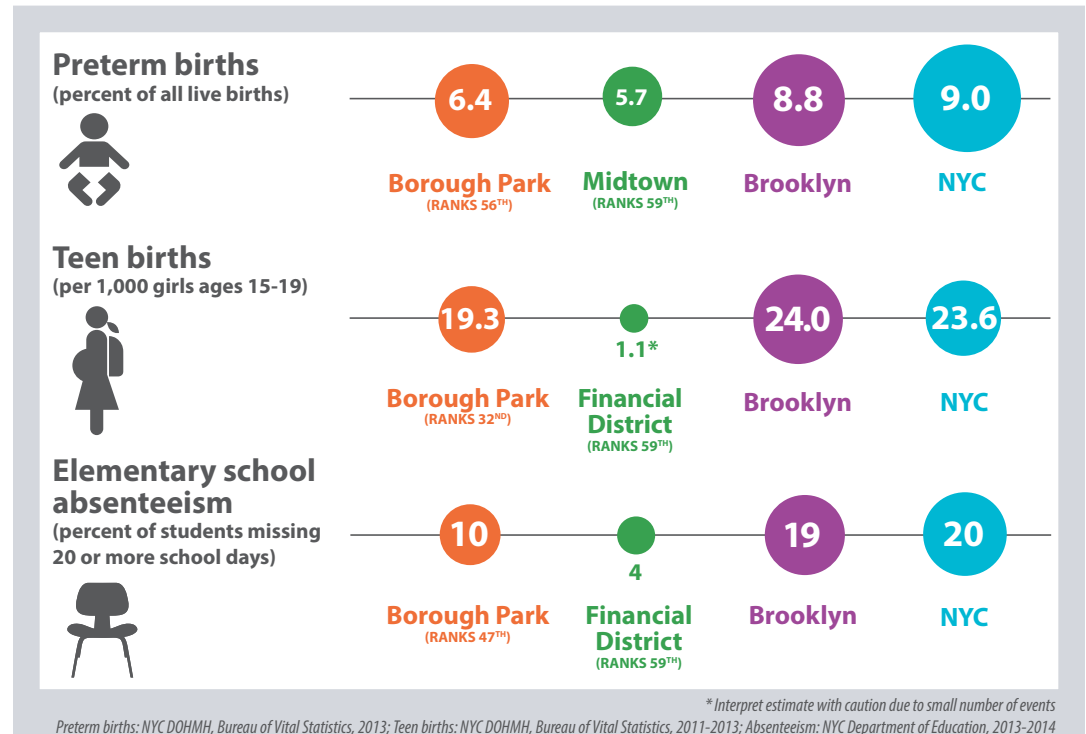 Preterm births
(percent of all live births)
6.4
5.7
8.8
9.0
Borough Park
(RANKS 56TH)
Midtown
(RANKS 59TH)
Brooklyn
NYC
Teen births
(per 1,000 girls ages 15-19)
19.3
1.1*
24.0
23.6
Borough Park
(RANKS 32ND)
Financial
District
(RANKS 59TH)
Brooklyn
NYC
Elementary school
absenteeism
(percent of students missing
20 or more school days)
10
4
19
20
Borough Park
(RANKS 47TH)
Financial
District
(RANKS 59TH)
Brooklyn
NYC
* Interpret estimate with caution due to small number of events
Preterm births: NYC DOHMH, Bureau of Vital Statistics, 2013; Teen births: NYC DOHMH, Bureau of Vital Statistics, 2011-2013; Absenteeism: NYC Department of Education, 2013-2014